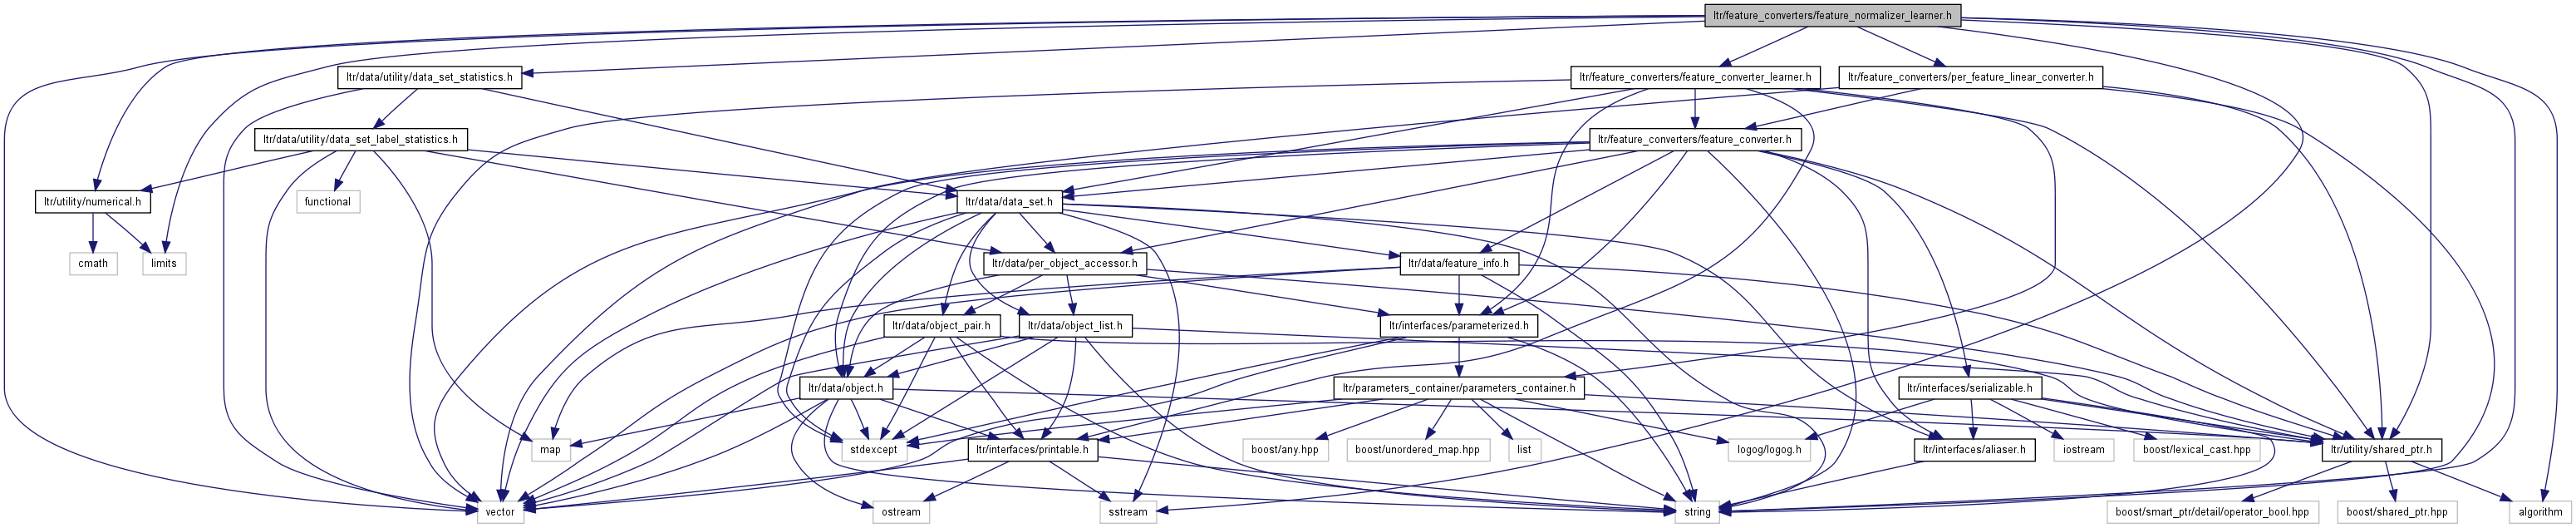 ltr/feature_converters/feature_normalizer_learner.h
ltr/data/utility/data_set_statistics.h
ltr/feature_converters/feature_converter_learner.h
ltr/feature_converters/per_feature_linear_converter.h
ltr/data/utility/data_set_label_statistics.h
ltr/feature_converters/feature_converter.h
ltr/utility/numerical.h
functional
ltr/data/data_set.h
cmath
limits
ltr/data/per_object_accessor.h
ltr/data/feature_info.h
ltr/data/object_pair.h
ltr/data/object_list.h
ltr/interfaces/parameterized.h
ltr/data/object.h
ltr/parameters_container/parameters_container.h
ltr/interfaces/serializable.h
map
stdexcept
ltr/interfaces/printable.h
boost/any.hpp
boost/unordered_map.hpp
list
logog/logog.h
ltr/interfaces/aliaser.h
iostream
boost/lexical_cast.hpp
ltr/utility/shared_ptr.h
vector
ostream
sstream
string
boost/smart_ptr/detail/operator_bool.hpp
boost/shared_ptr.hpp
algorithm